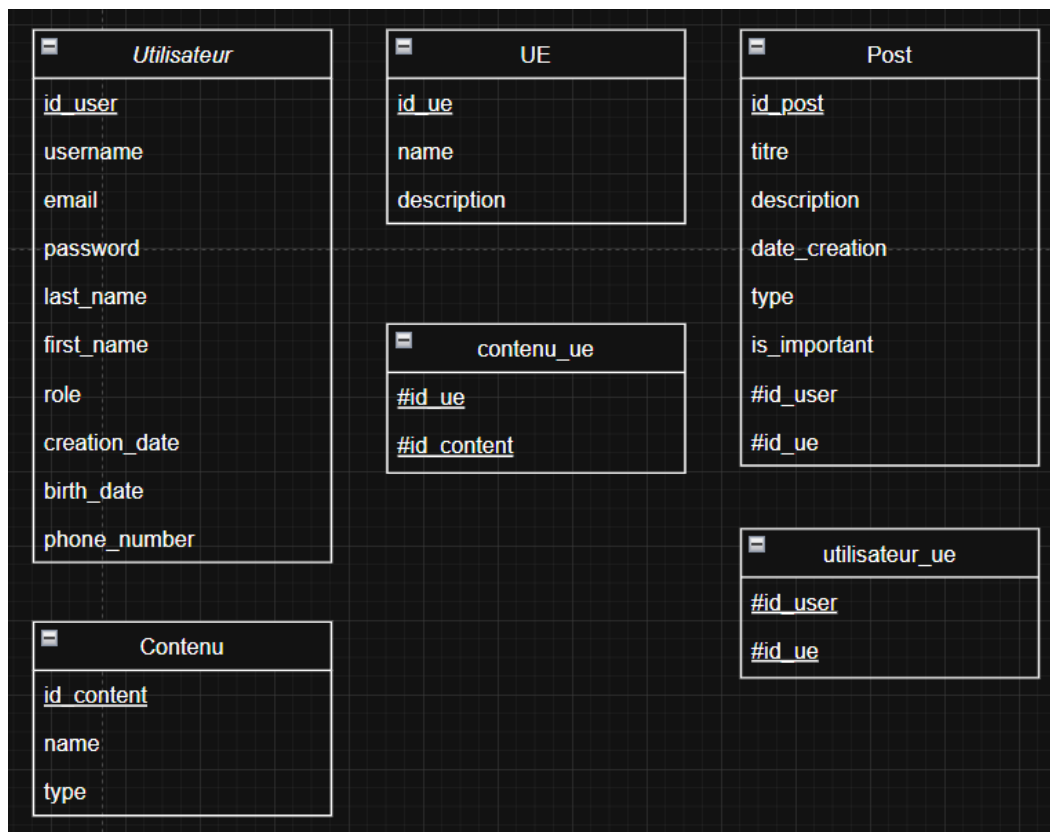 Utilisateur
id_user
username
email
password
last_name
first_name
role
creation_date
birth_date
phone_number
Contenu
id_content
name
type
UE
id_ue
name
description
contenu_ue
#id_ue
#id_content
Post
id_post
titre
description
date_creation
type
is_important
#id_user
#id_ue
utilisateur_ue
#id_user
#id_ue